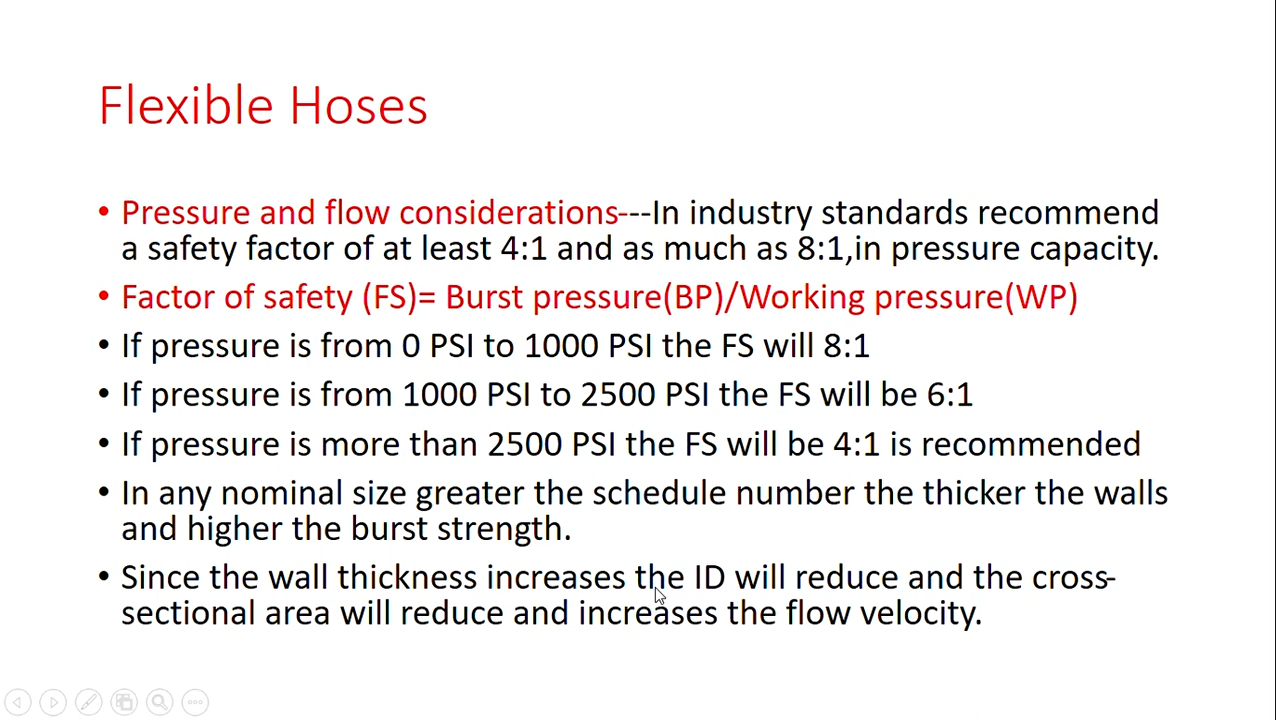 Flexible Hoses
• Pressure and flow considerations---In industry standards recommend
a safety factor of at least 4:1 and as much as 8:1,in pressure capacity.
• Factor of safety (FS)= Burst pressure(BP)/Working pressure(WP)
• If pressure is from 0 PSI to 1000 PSI the FS will 8:1
• If pressure is from 1000 PSI to 2500 PSI the FS will be 6:1
• If pressure is more than 2500 PSI the FS will be 4:1 is recommended
• In any nominal size greater the schedule number the thicker the walls
and higher the burst strength.
• Since the wall thickness increases the ID will reduce and the cross-
sectional area will reduce and increases the flow velocity.